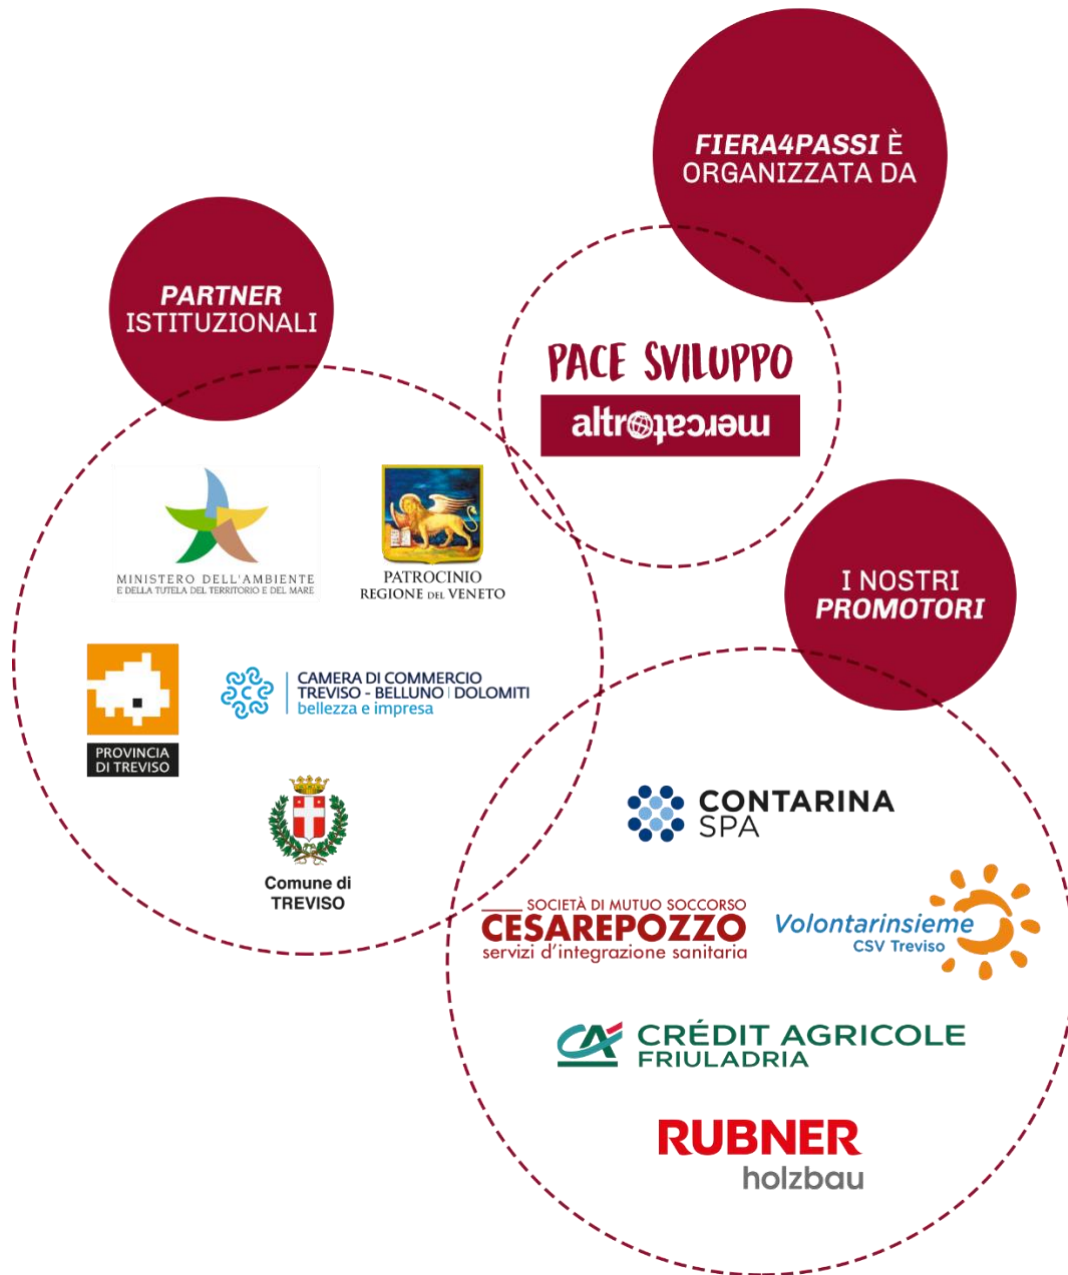 FIERA4PASSI È
ORGANIZZATA DA
PACE SVILUPPO
altromercato
PARTNER
ISTITUZIONALI
MINISTERO DELL'AMBIENTE
E DELLA TUTELA DEL TERRITORIO E DEL MARE
PATROCINIO
REGIONE DEL VENETO
PROVINCIA
DI TREVISO
C
CAMERA DI COMMERCIO
TREVISO - BELLUNO | DOLOMITI
bellezza e impresa
Comune di
TREVISO
I NOSTRI
PROMOTORI
CONTARINA
SPA
SOCIETÀ DI MUTUO SOCCORSO
CESAREPOZZO
servizi d'integrazione sanitaria
Volontarinsieme
CSV Treviso
CA CRÉDIT AGRICOLE
FRIULADRIA
RUBNER
holzbau